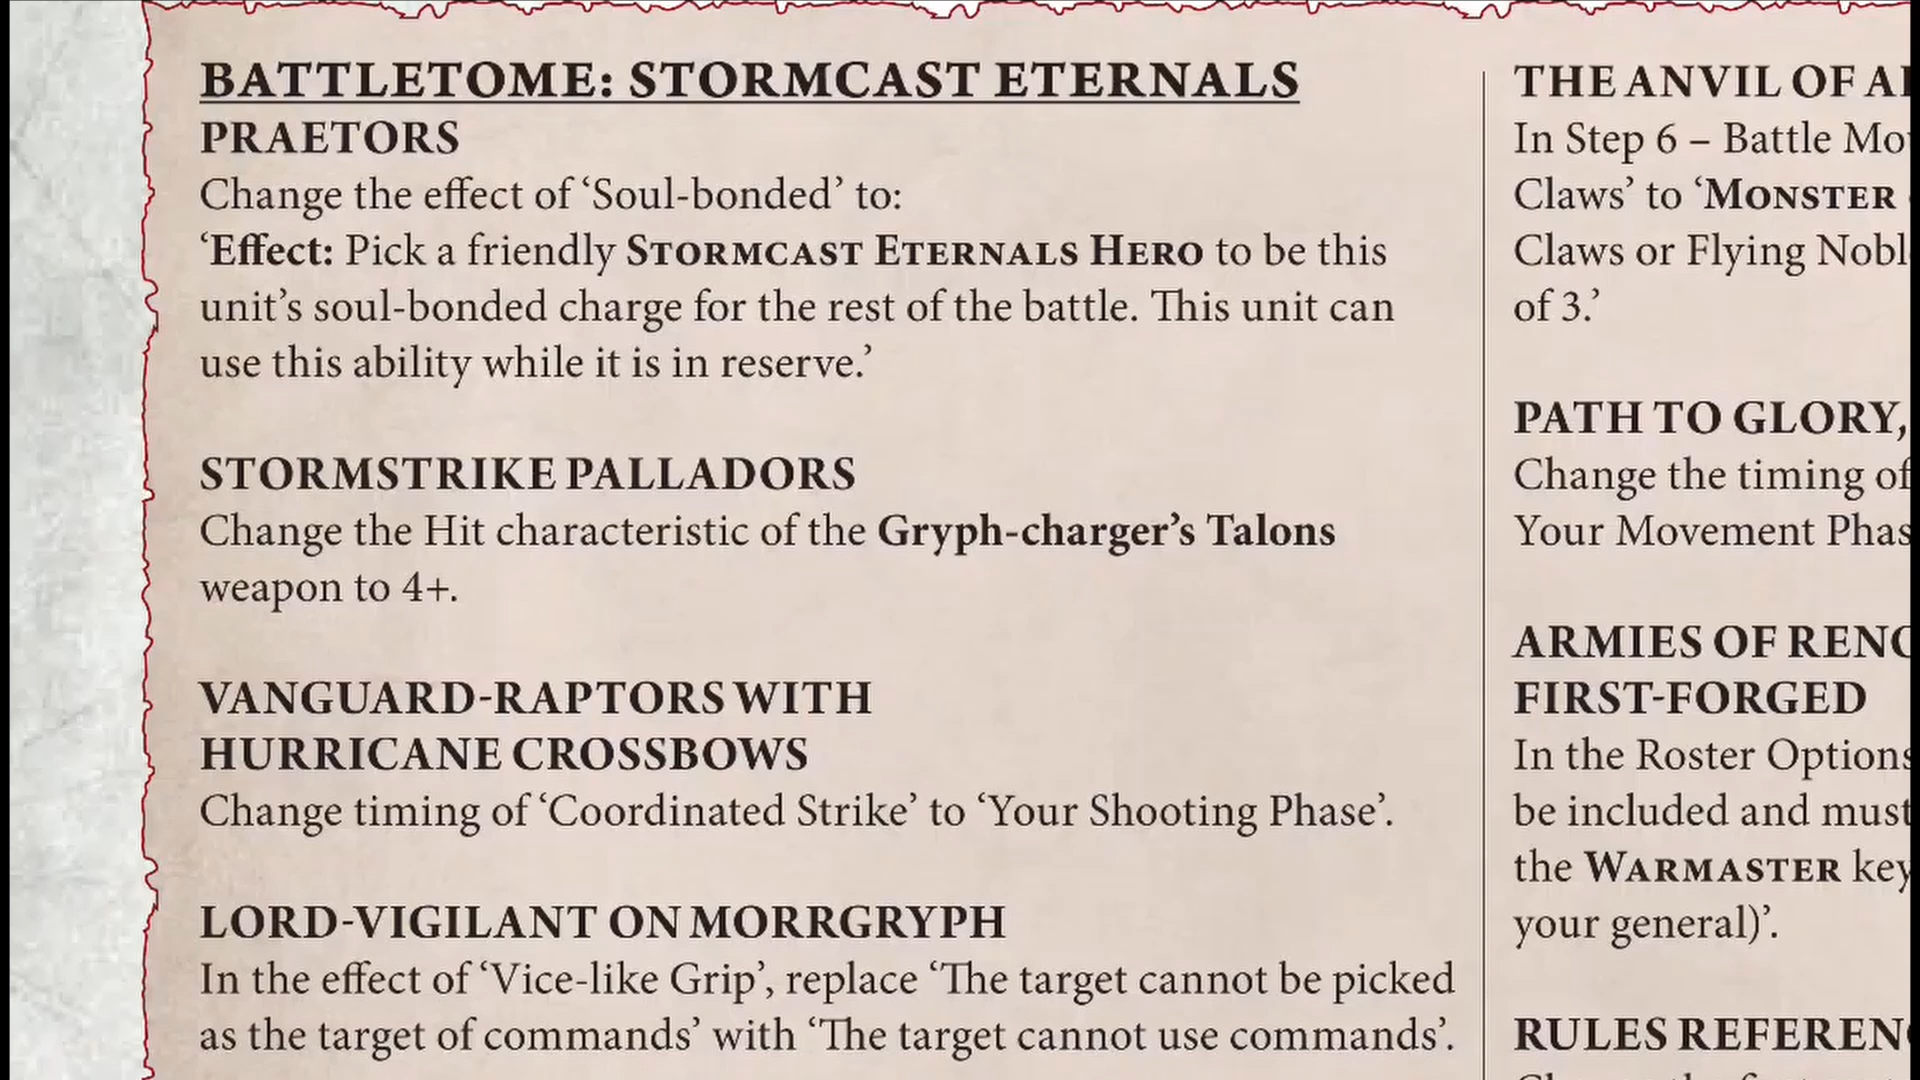 BATTLETOME: STORMCAST ETERNALS
PRAETORS
Change the effect of ‘Soul-bonded’ to:
‘Effect: Pick a friendly STORMCAST ETERNALS HERO to be this
unit’s soul-bonded charge for the rest of the battle. This unit can
use this ability while it is in reserve.’
STORMSTRIKE PALLADORS
Change the Hit characteristic of the Gryph-charger’s Talons
weapon to 4+.
VANGUARD-RAPTORS WITH
HURRICANE CROSSBOWS
Change timing of ‘Coordinated Strike’ to ‘Your Shooting Phase’.
LORD-VIGILANT ON MORRGRYPH
In the effect of ‘Vice-like Grip’, replace ‘The target cannot be picked
as the target of commands’ with ‘The target cannot use commands’.
THE ANVIL OF
In Step 6 – Battle
Claws’ to ‘MONSTER
Claws or Flying
of 3.’
PATH TO GLORY,
Change the timing of
Your Movement
ARMIES OF
FIRST-FORGED
In the Roster Options
be included and must
the WARMASTER
your general)’.
RULES